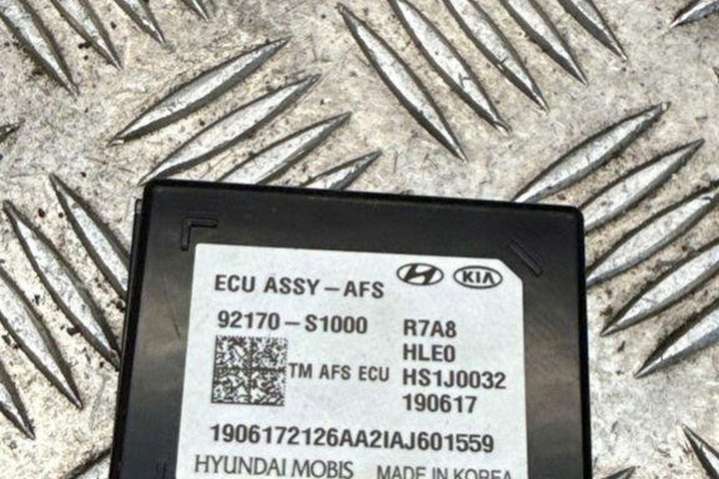 ECU ASSY-AFS KIA
92170-S1000 R7A8
HLE0
TM AFS ECU HS1J0032
190617
1906172126AA2IAJ601559
HYUNDAI MOBIS MADE IN KOREA